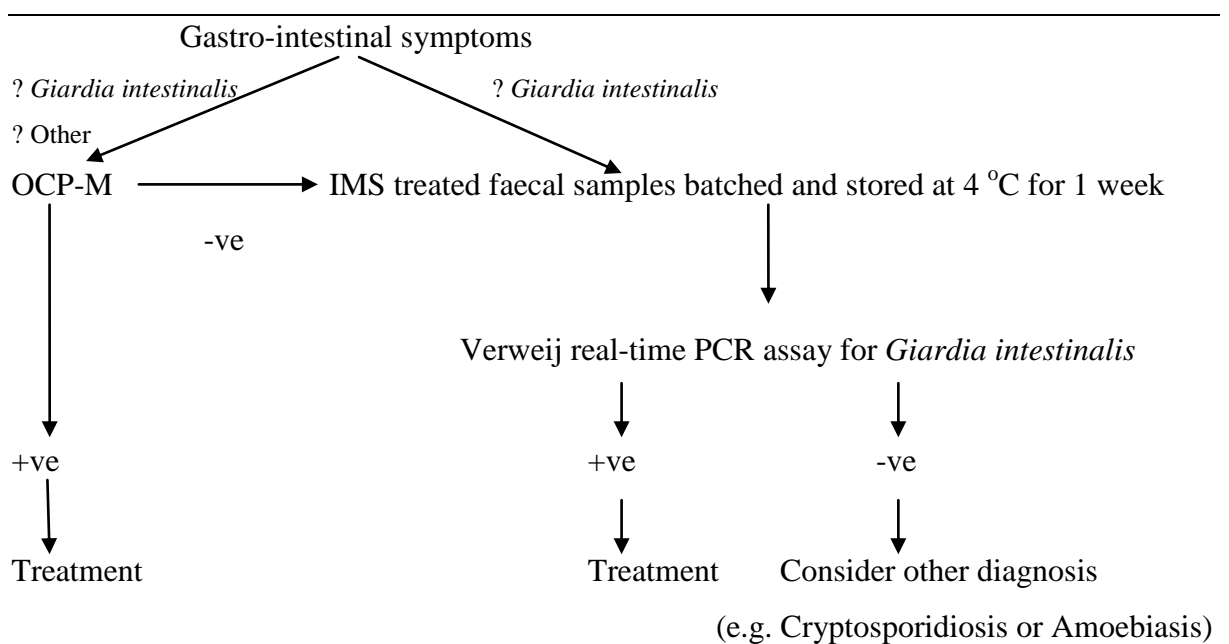 Gastro-intestinal symptoms
? Giardia intestinalis ? Giardia intestinalis
? Other
OCP-M IMS treated faecal samples batched and stored at 4 °C for 1 week
-ve
Verweij real-time PCR assay for Giardia intestinalis
+ve +ve -ve
Treatment Treatment Consider other diagnosis
(e.g. Cryptosporidiosis or Amoebiasis)